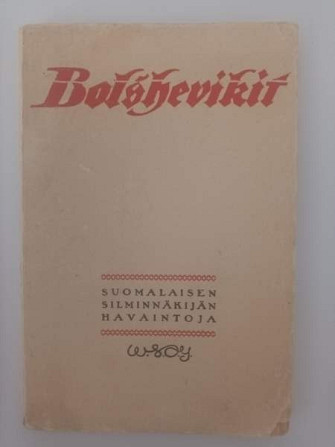 Bolshevikit
SUOMALAISEN
SILMINNÄKIJÄN
HAVAINTOJA
W.S.O.Y.